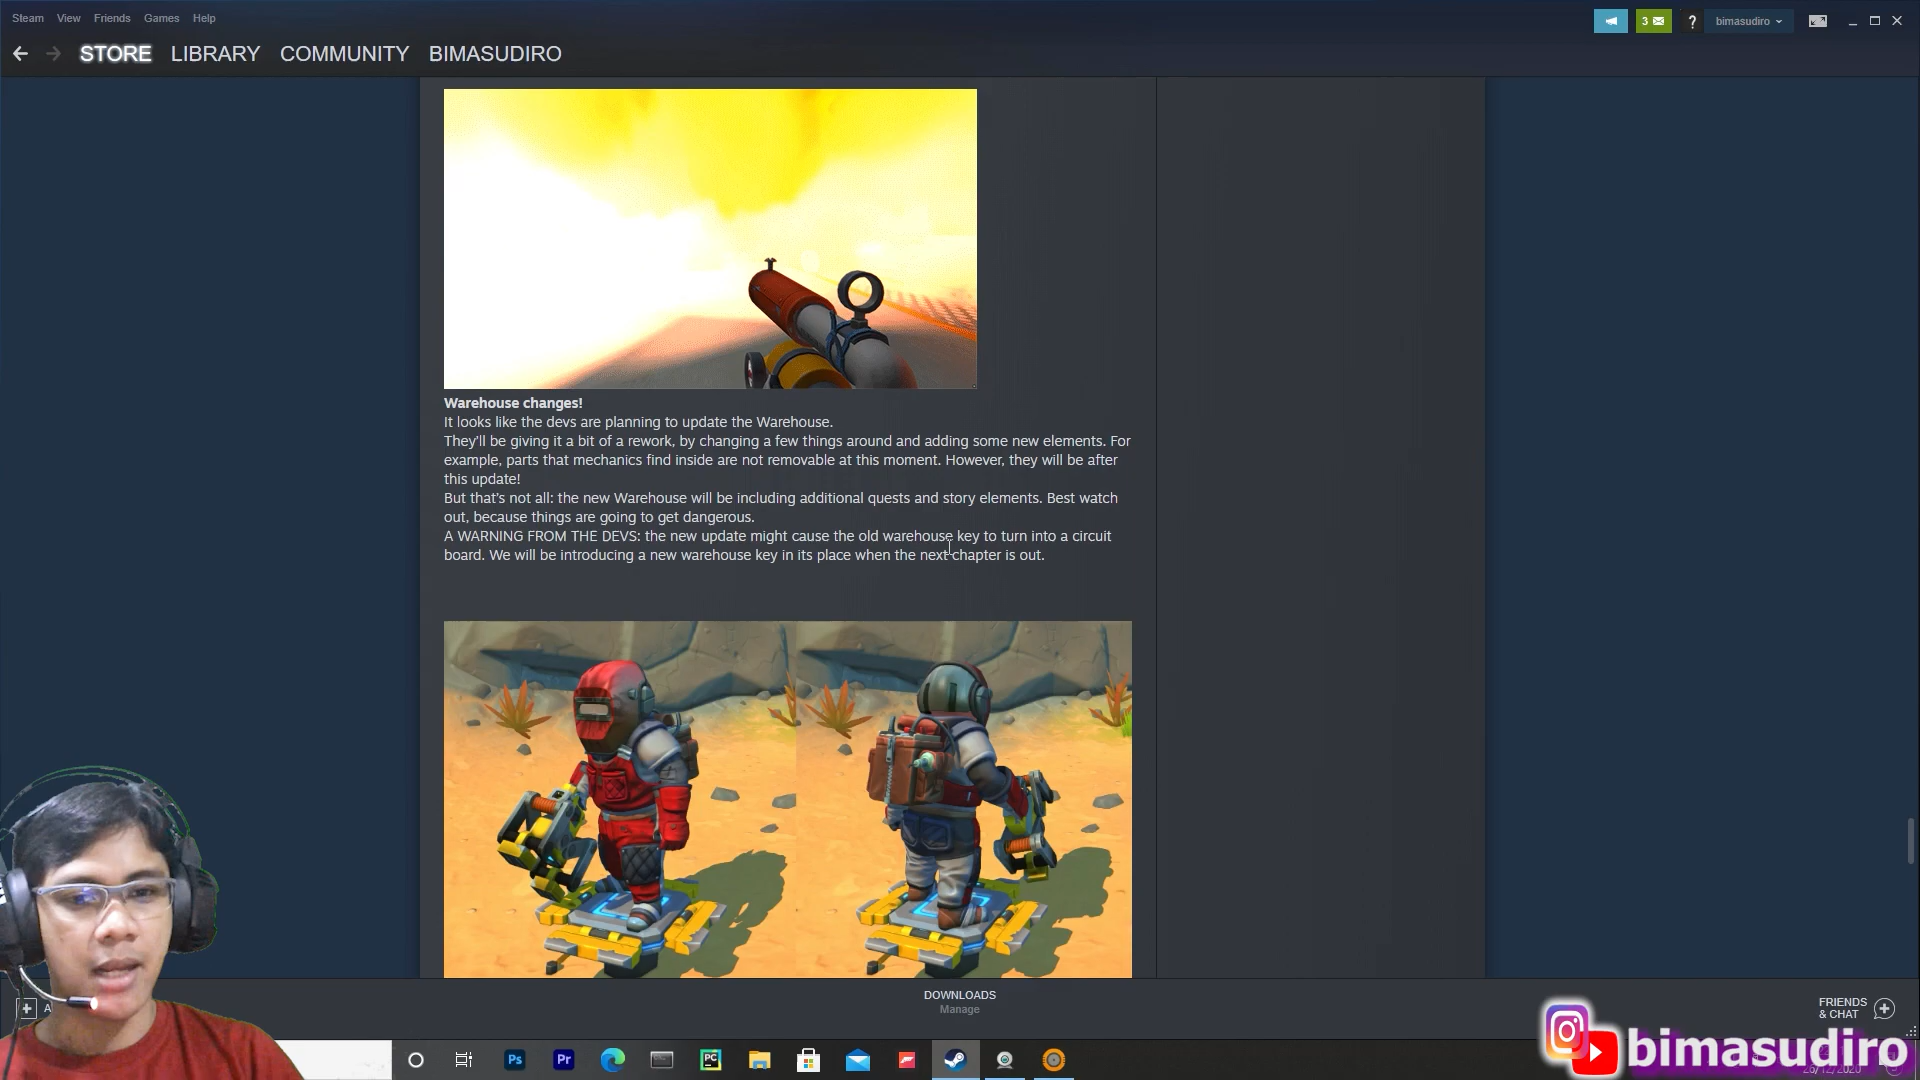 Steam View Friends Games Help
3 ? bimasudiro
STORE LIBRARY COMMUNITY BIMASUDIRO
Warehouse changes!
It looks like the devs are planning to update the Warehouse.
They'll be giving it a bit of a rework, by changing a few things around and adding some new elements. For
example, parts that mechanics find inside are not removable at this moment. However, they will be after
this update!
But that's not all: the new Warehouse will be including additional quests and story elements. Best watch
out, because things are going to get dangerous.
A WARNING FROM THE DEVS: the new update might cause the old warehouse key to turn into a circuit
board. We will be introducing a new warehouse key in its place when the next chapter is out.
A
DOWNLOADS
Manage
FRIENDS
& CHAT
bimasudiro
Ps Pr PC